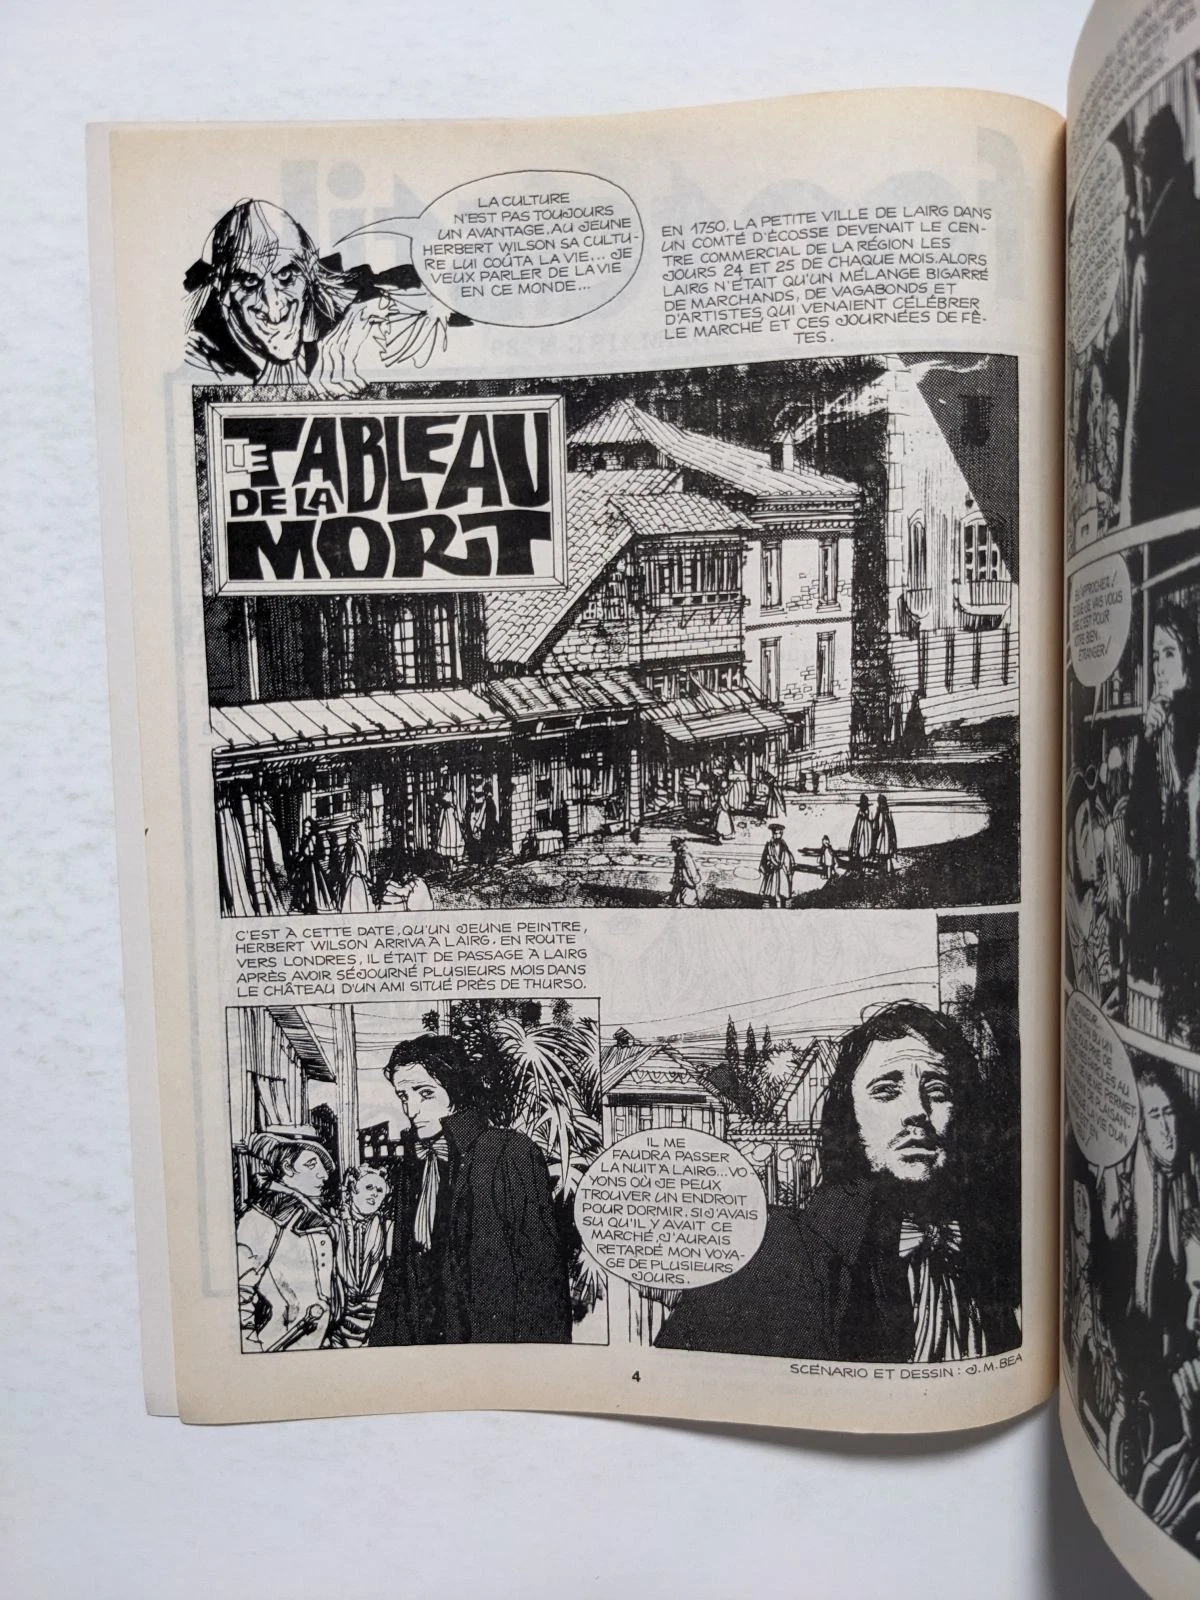 LA CULTURE
N'EST PAS TOUJOURS
UN AVANTAGE. AU JEUNE
HERBERT WILSON SA CULTU-
RE LUI COÛTA LA VIE... JE
VEUX PARLER DE LA VIE
EN CE MONDE...
EN 1750, LA PETITE VILLE DE LAIRG DANS
UN COMTÉ D'ÉCOSSE DEVENAIT LE CEN-
TRE COMMERCIAL DE LA RÉGION LES
JOURS 24 ET 25 DE CHAQUE MOIS. ALORS
LAIRG N'ÉTAIT QU'UN MÉLANGE BIGARRÉ
DE MARCHANDS, DE VAGABONDS ET
D'ARTISTES, QUI VENAIENT CÉLÉBRER
LE MARCHÉ ET CES JOURNÉES DE FÊ-
TES.
LE TABLEAU
DE LA
MORT
C'EST À CETTE DATE, QU'UN JEUNE PEINTRE,
HERBERT WILSON ARRIVA À LAIRG. EN ROUTE
VERS LONDRES, IL ÉTAIT DE PASSAGE À LAIRG
APRÈS AVOIR SÉJOURNÉ PLUSIEURS MOIS DANS
LE CHÂTEAU D'UN AMI SITUÉ PRÈS DE THURSO.
IL ME
FAUDRA PASSER
LA NUIT À LAIRG... VO-
YONS OÙ JE PEUX
TROUVER UN ENDROIT
POUR DORMIR. SI J'AVAIS
SU QU'IL Y AVAIT CE
MARCHÉ, J'AURAIS
RETARDÉ MON VOYA-
GE DE PLUSIEURS
JOURS.
SCÉNARIO ET DESSIN : J.M.BEA
4
VAIS VOUS
C'EST POUR
BIEN,
ÉTRANGER!